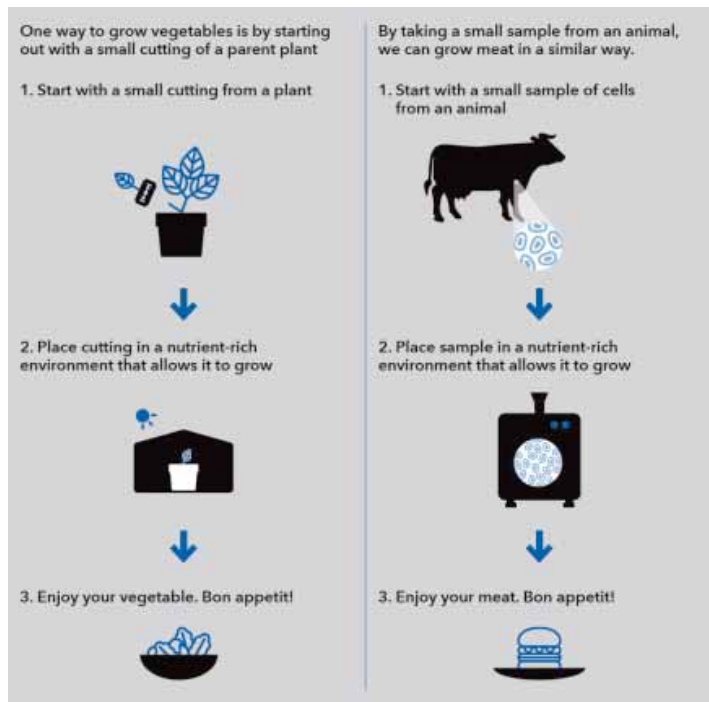 One way to grow vegetables is by starting
out with a small cutting of a parent plant
1. Start with a small cutting from a plant
2. Place cutting in a nutrient-rich
environment that allows it to grow
3. Enjoy your vegetable. Bon appetit!
By taking a small sample from an animal,
we can grow meat in a similar way.
1. Start with a small sample of cells
from an animal
2. Place sample in a nutrient-rich
environment that allows it to grow
3. Enjoy your meat. Bon appetit!